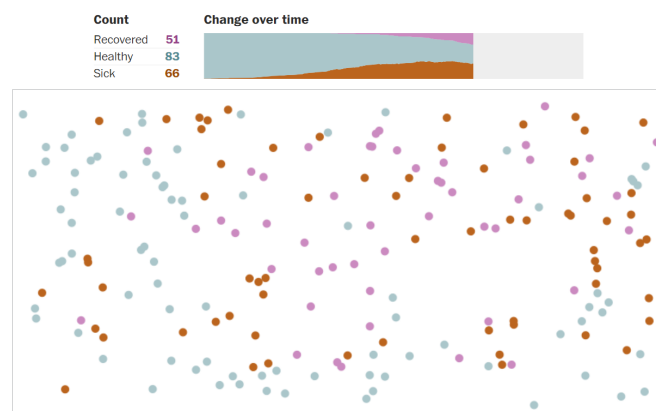 Count
Change over time
Recovered 51
Healthy 83
Sick 66